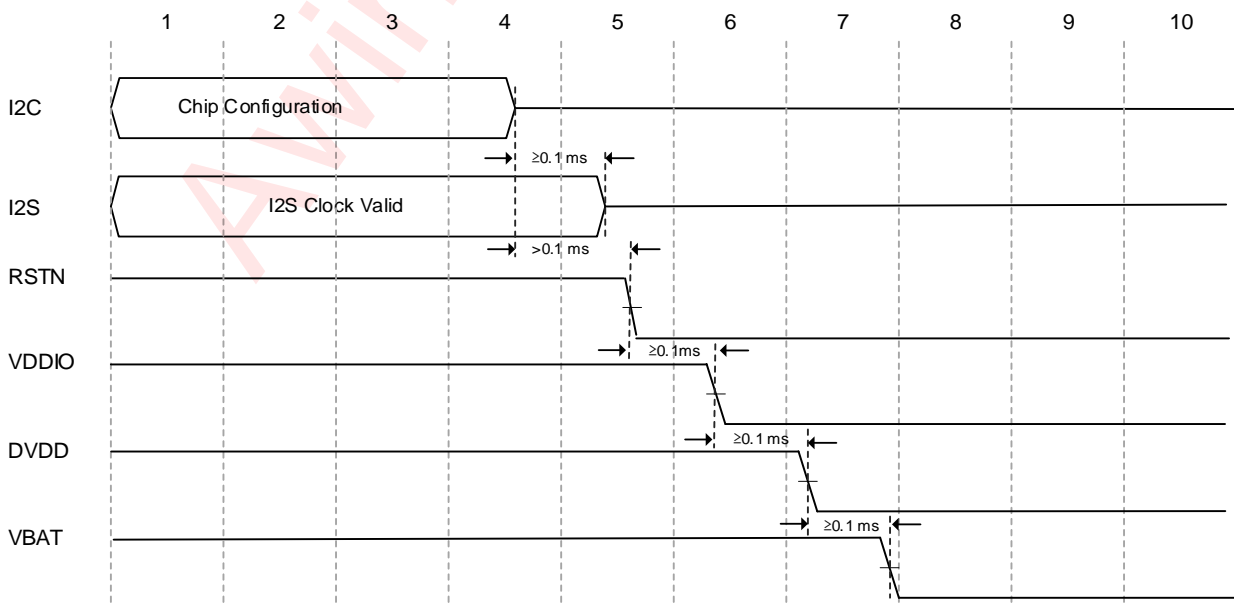 1 2 3 4 5 6 7 8 9 10
I2C
Chip Configuration
≥0.1 ms
I2S
I2S Clock Valid
>0.1 ms
RSTN
≥0.1ms
VDDIO
≥0.1 ms
DVDD
≥0.1 ms
VBAT